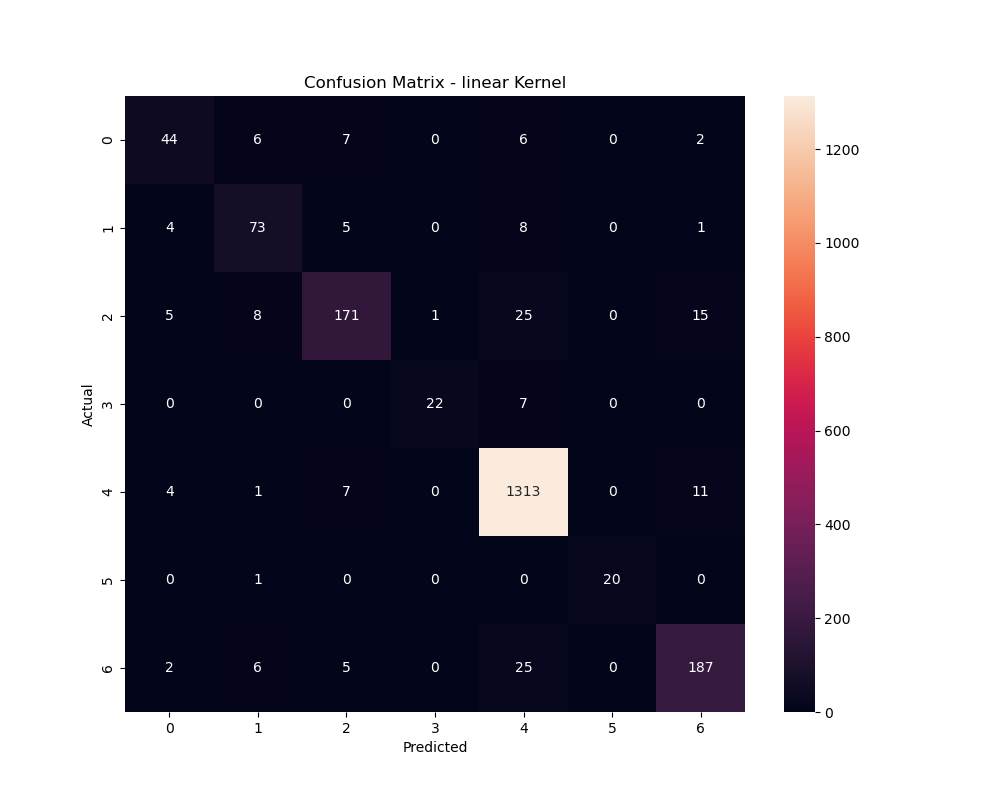 Confusion Matrix - linear Kernel
Actual
0 44 6 7 0 6 0 2
1 4 73 5 0 8 0 1
2 5 8 171 1 25 0 15
3 0 0 0 22 7 0 0
4 4 1 7 0 1313 0 11
5 0 1 0 0 0 20 0
6 2 6 5 0 25 0 187
0 1 2 3 4 5 6
Predicted
1200
1000
800
600
400
200
0